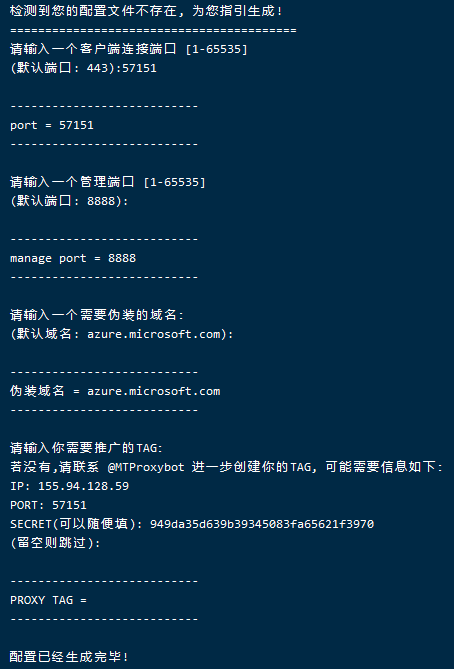 检测到您的配置文件不存在, 为您指引生成!
=========================================
请输入一个客户端连接端口 [1-65535]
(默认端口: 443):57151
---------------------------
port = 57151
---------------------------
请输入一个管理端口 [1-65535]
(默认端口: 8888):
---------------------------
manage port = 8888
---------------------------
请输入一个需要伪装的域名:
(默认域名: azure.microsoft.com):
---------------------------
伪装域名 = azure.microsoft.com
---------------------------
请输入你需要推广的TAG:
若没有,请联系 @MTProxybot 进一步创建你的TAG, 可能需要信息如下:
IP: 155.94.128.59
PORT: 57151
SECRET(可以随便填): 949da35d639b39345083fa65621f3970
(留空则跳过):
---------------------------
PROXY TAG =
---------------------------
配置已经生成完毕!